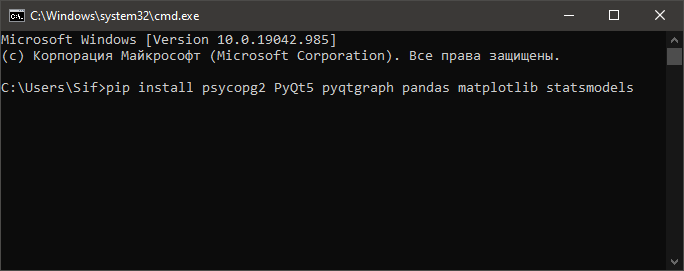 C:\Windows\system32\cmd.exe
Microsoft Windows [Version 10.0.19042.985]
(c) Корпорация Майкрософт (Microsoft Corporation). Все права защищены.
C:\Users\Sif>pip install psycopg2 PyQt5 pyqtgraph pandas matplotlib statsmodels